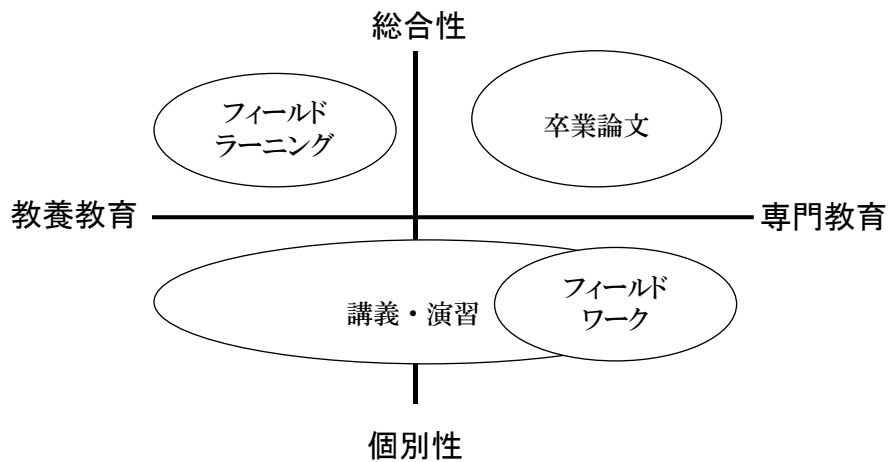 総合性
フィールド
ラーニング
卒業論文
教養教育
専門教育
講義・演習
フィールド
ワーク
個別性